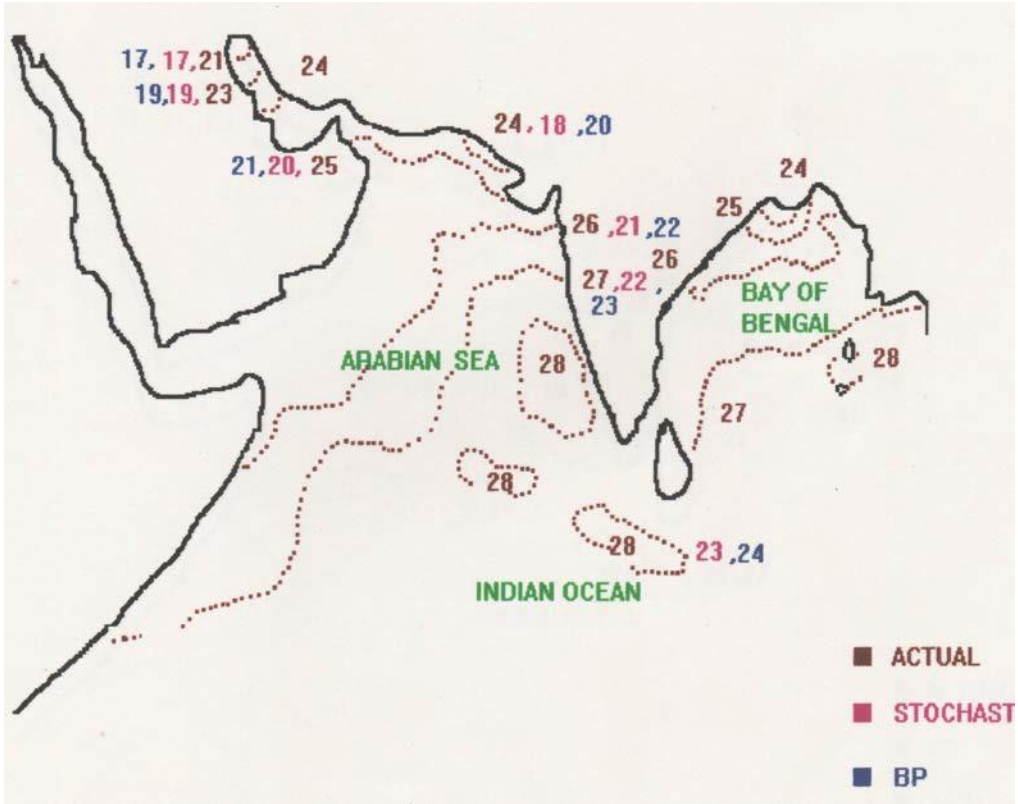 17, 17,21
24
19,19, 23
24, 18 ,20
21,20, 25
24
25
26 ,21 ,22
26
27,22 ,
23
BAY OF
BENGAL
ARABIAN SEA
28
28
27
28
28
23 ,24
INDIAN OCEAN
ACTUAL
STOCHAST
BP